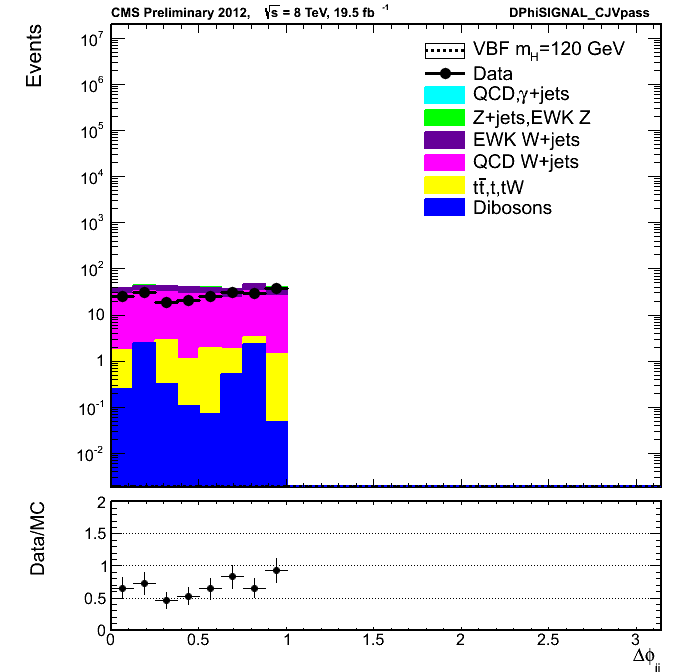 CMS Preliminary 2012, √s = 8 TeV, 19.5 fb⁻¹ DPhiSIGNAL_CJVpass
Events
10⁷
10⁶
10⁵
10⁴
10³
10²
10
1
10⁻¹
10⁻²
VBF m_H=120 GeV
Data
QCD,γ+jets
Z+jets,EWK Z
EWK W+jets
QCD W+jets
tt̄,t,tW
Dibosons
Data/MC
2
1.5
1
0.5
0
0 0.5 1 1.5 2 2.5 3
Δϕ_jj